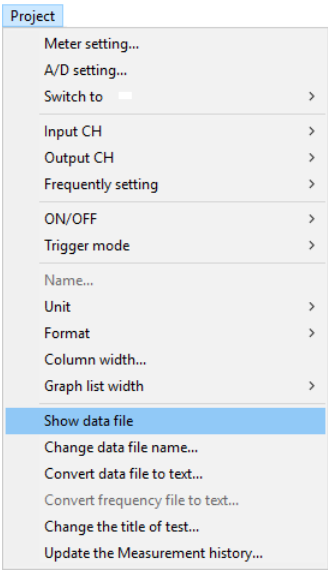 Project
Meter setting...
A/D setting...
Switch to
Input CH
Output CH
Frequently setting
ON/OFF
Trigger mode
Name...
Unit
Format
Column width...
Graph list width
Show data file
Change data file name...
Convert data file to text...
Convert frequency file to text...
Change the title of test...
Update the Measurement history...